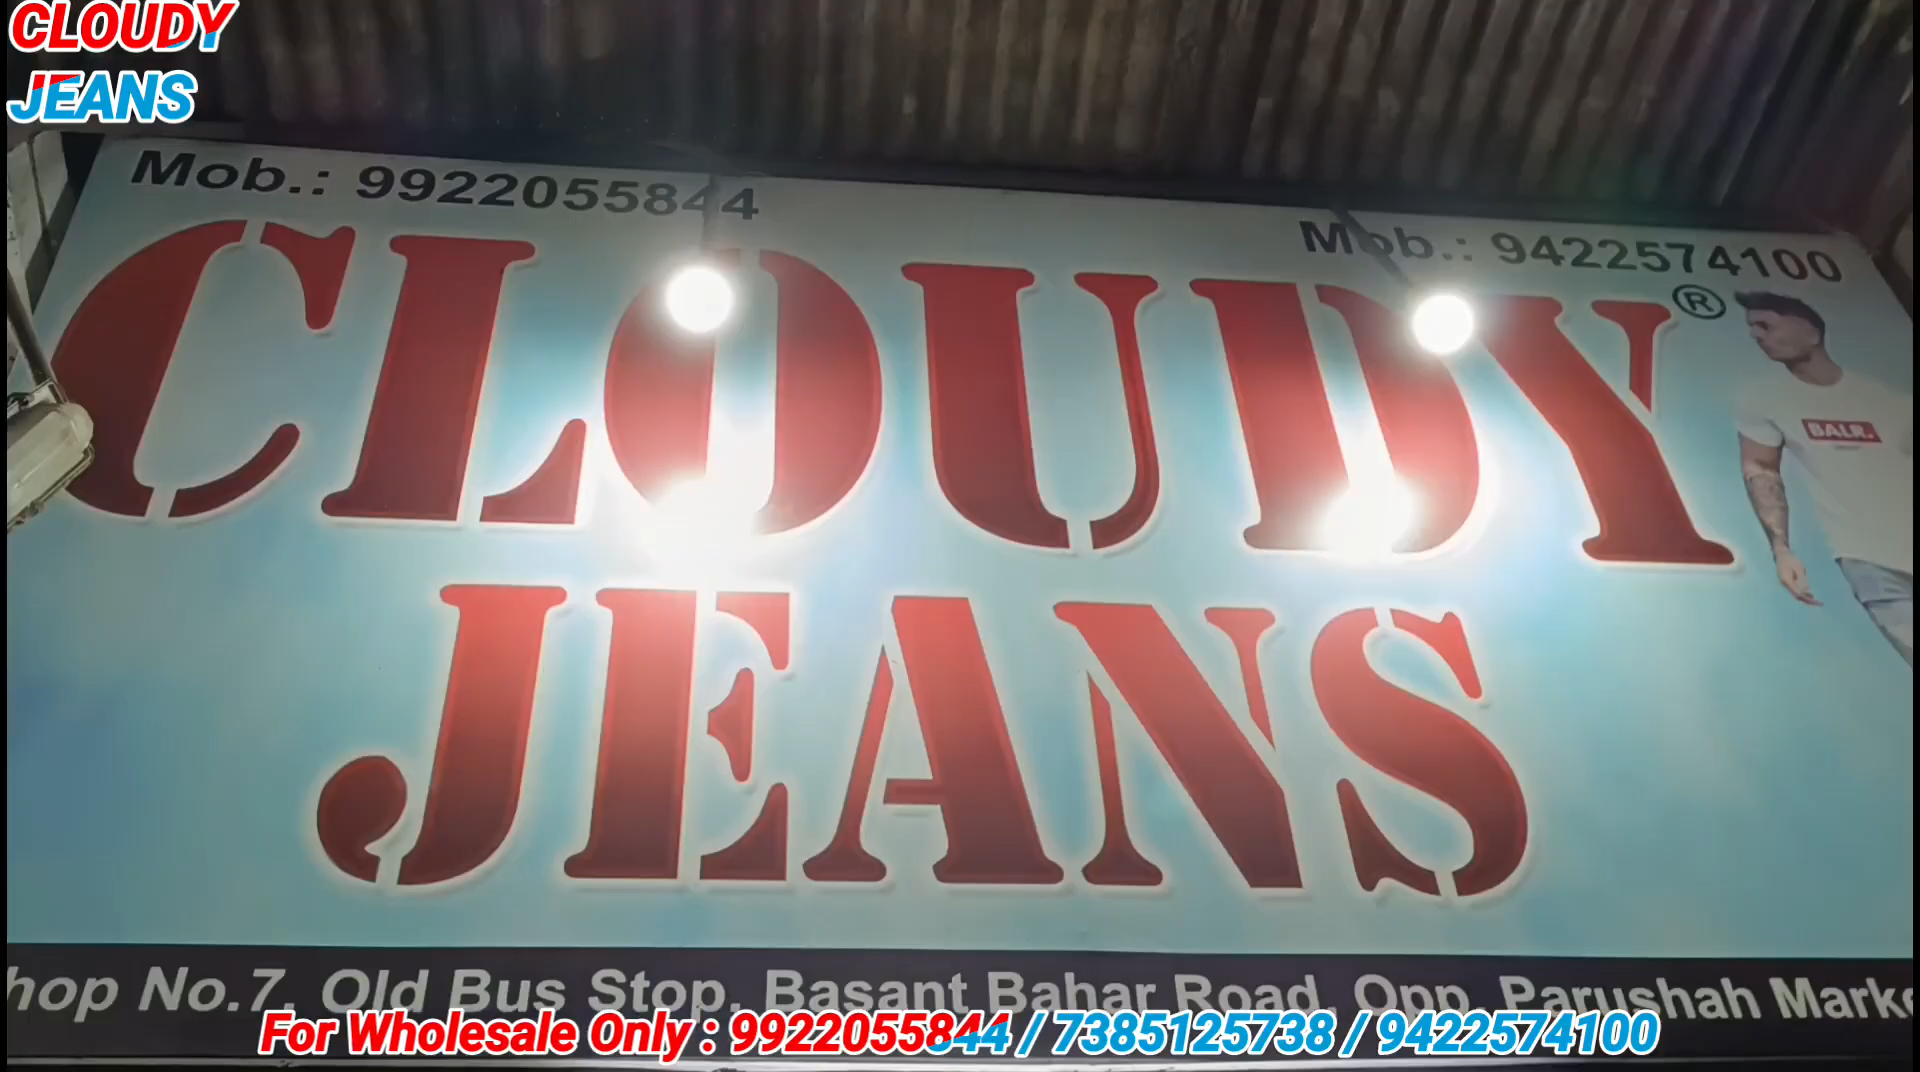 CLOUDY
JEANS
Mob.: 9922055844
Mob.: 9422574100
CLOUDY®
BALR.
JEANS
hop No.7, Old Bus Stop, Basant Bahar Road, Opp. Parushah Marke
For Wholesale Only : 9922055844 / 7385125738 / 9422574100